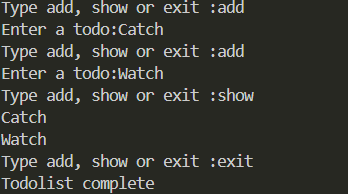 Type add, show or exit :add
Enter a todo:Catch
Type add, show or exit :add
Enter a todo:Watch
Type add, show or exit :show
Catch
Watch
Type add, show or exit :exit
Todolist complete